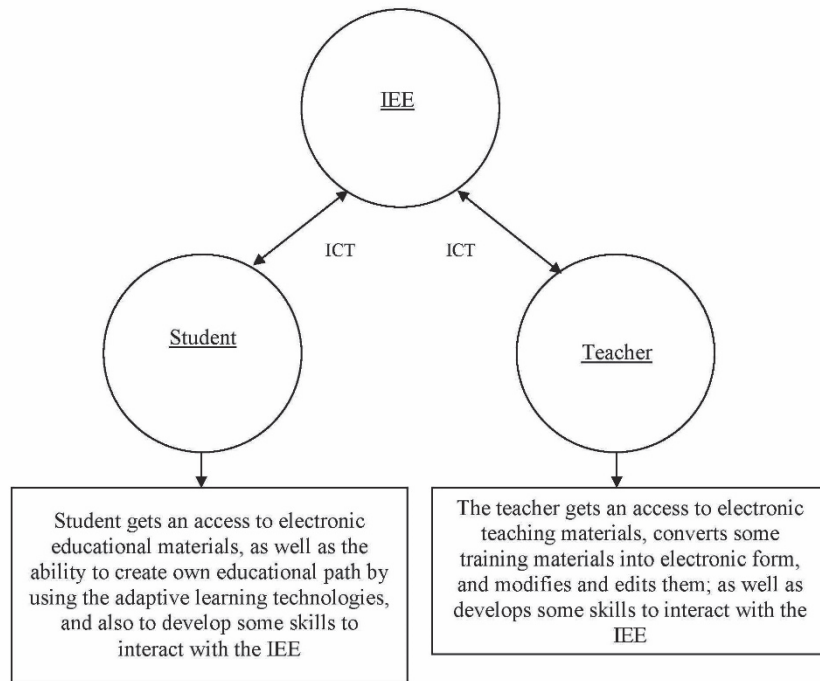 IEE
ICT
ICT
Student
Teacher
Student gets an access to electronic
educational materials, as well as the
ability to create own educational path by
using the adaptive learning technologies,
and also to develop some skills to
interact with the IEE
The teacher gets an access to electronic
teaching materials, converts some
training materials into electronic form,
and modifies and edits them; as well as
develops some skills to interact with the
IEE